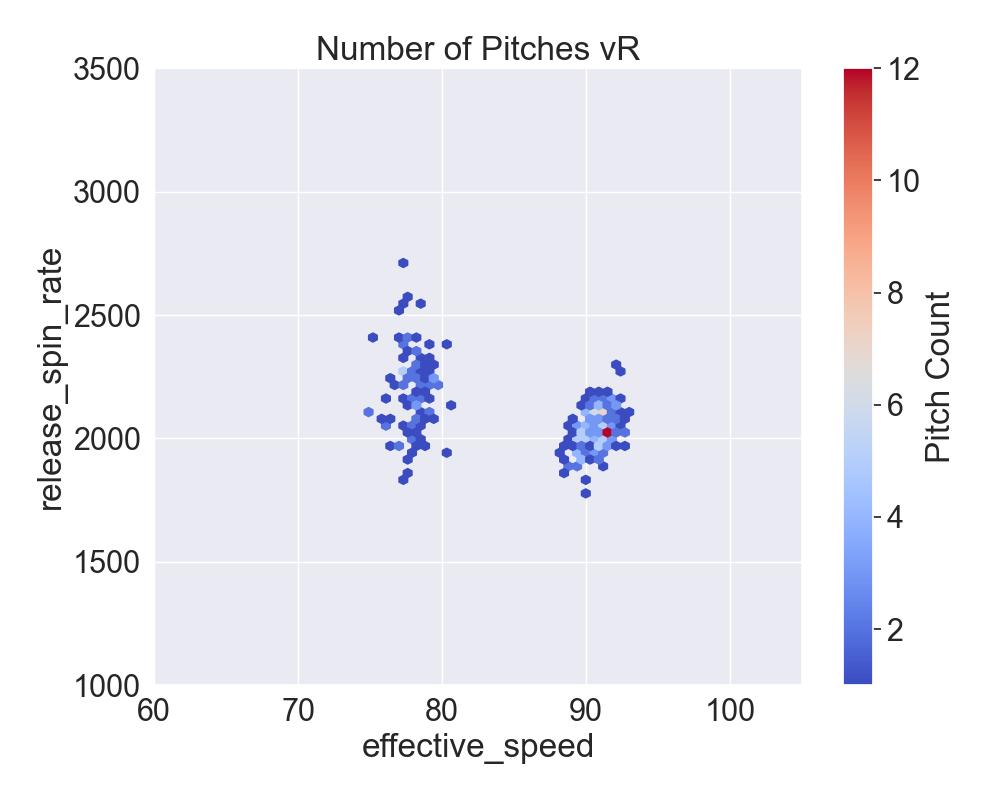 Number of Pitches vR
3500
3000
2500
2000
1500
1000
release_spin_rate
60 70 80 90 100
effective_speed
12
10
8
6
4
2
Pitch Count